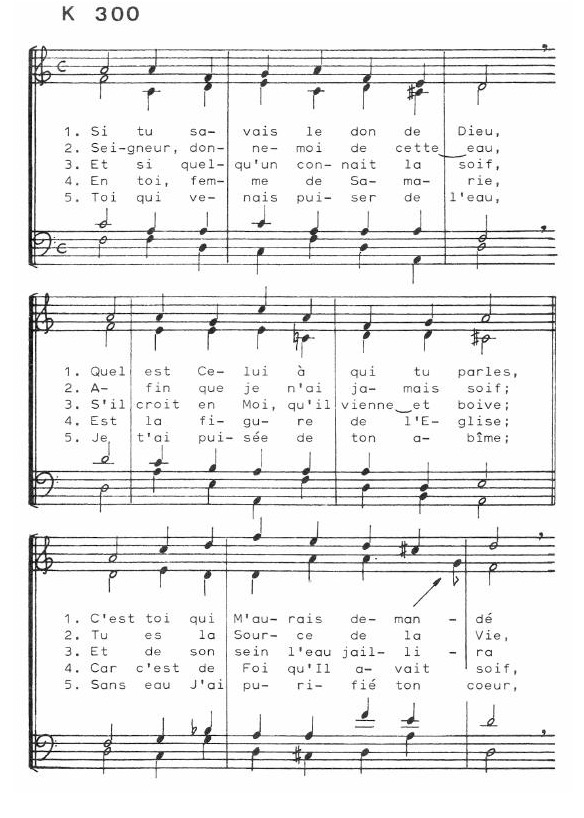 K 300
1. Si tu sa- vais le don de Dieu,
2. Sei-gneur, don- ne- moi de cette eau,
3. Et si quel- qu'un con- nait la soif,
4. En toi, fem- me de Sa- ma- rie,
5. Toi qui ve- nais pui- ser de l'eau,
1. Quel est Ce- lui à qui tu parles,
2. A- fin que je n'ai ja- mais soif;
3. S'il croit en Moi, qu'il vienne et boive;
4. Est la fi- gu- re de l'E- glise;
5. Je t'ai pui- sée de ton a- bîme;
1. C'est toi qui M'au- rais de- man - dé
2. Tu es la Sour- ce de la Vie,
3. Et de son sein l'eau jail- li - ra
4. Car c'est de Foi qu'Il a- vait soif,
5. Sans eau J'ai pu- ri- fié ton coeur,